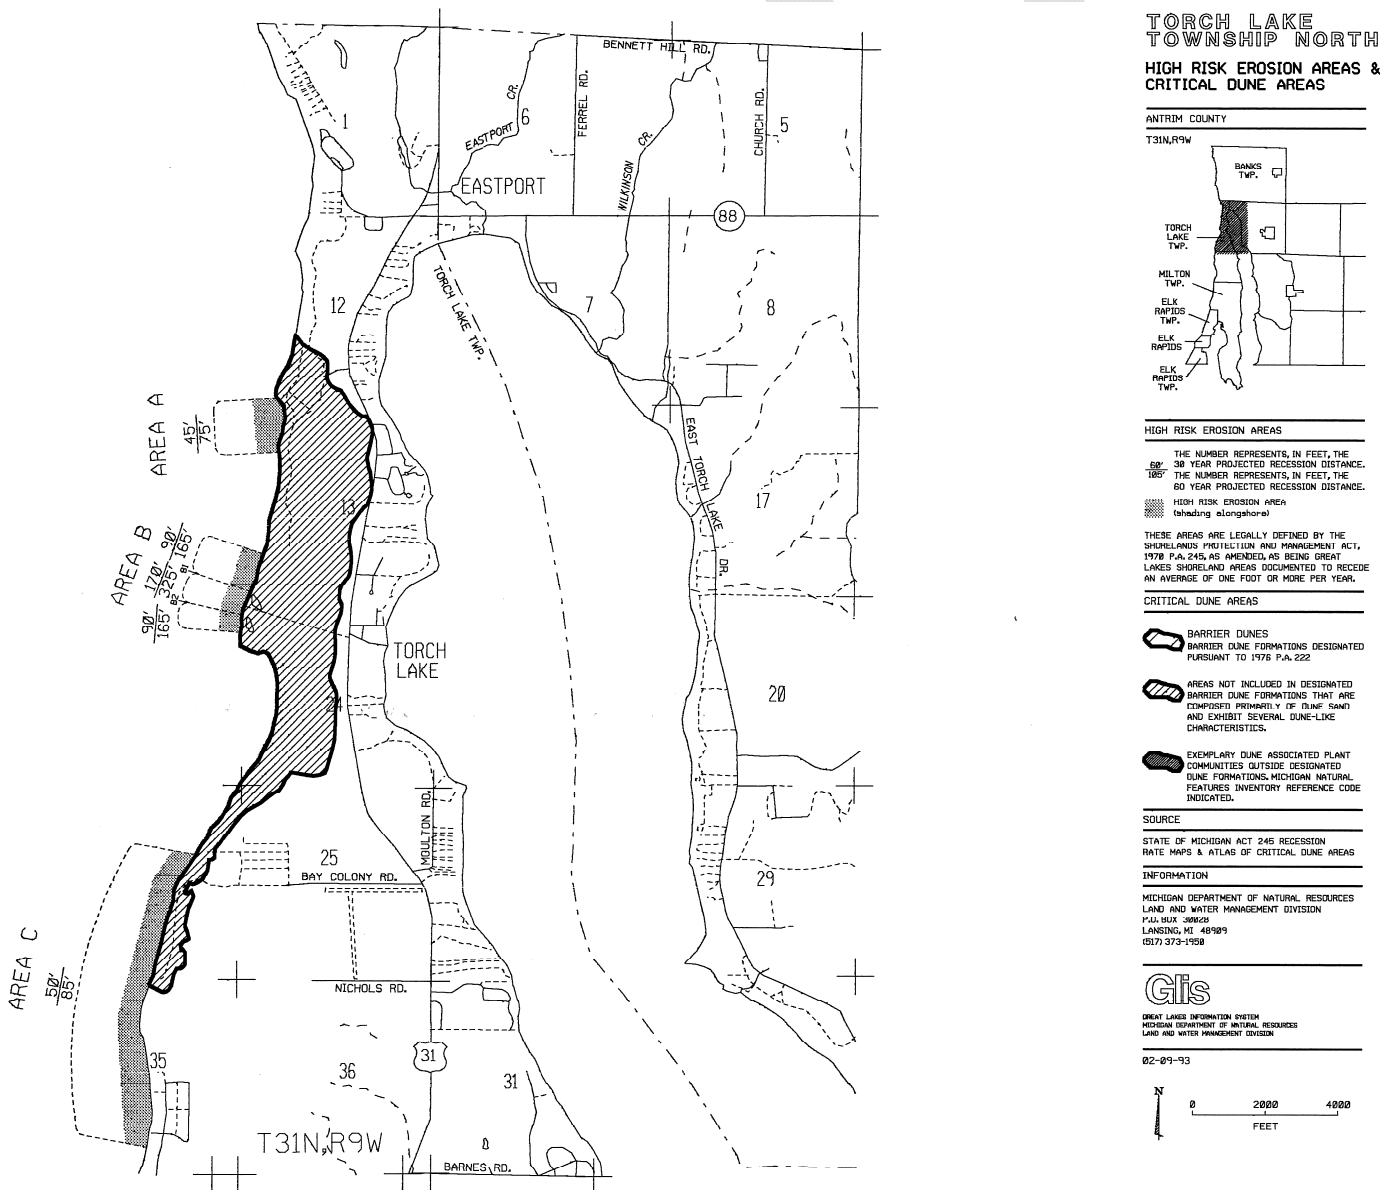 TORCH LAKE
TOWNSHIP NORTH
HIGH RISK EROSION AREAS &
CRITICAL DUNE AREAS
ANTRIM COUNTY
T31N,R9W
BANKS
TWP.
TORCH
LAKE
TWP.
MILTON
TWP.
ELK
RAPIDS
TWP.
ELK
RAPIDS
ELK
RAPIDS
TWP.
HIGH RISK EROSION AREAS
60'
105'
THE NUMBER REPRESENTS, IN FEET, THE
30 YEAR PROJECTED RECESSION DISTANCE.
THE NUMBER REPRESENTS, IN FEET, THE
60 YEAR PROJECTED RECESSION DISTANCE.
HIGH RISK EROSION AREA
(shading alongshore)
THESE AREAS ARE LEGALLY DEFINED BY THE
SHORELANDS PROTECTION AND MANAGEMENT ACT,
1970 P.A. 245, AS AMENDED, AS BEING GREAT
LAKES SHORELAND AREAS DOCUMENTED TO RECEDE
AN AVERAGE OF ONE FOOT OR MORE PER YEAR.
CRITICAL DUNE AREAS
BARRIER DUNES
BARRIER DUNE FORMATIONS DESIGNATED
PURSUANT TO 1976 P.A. 222
AREAS NOT INCLUDED IN DESIGNATED
BARRIER DUNE FORMATIONS THAT ARE
COMPOSED PRIMARILY OF DUNE SAND
AND EXHIBIT SEVERAL DUNE-LIKE
CHARACTERISTICS.
EXEMPLARY DUNE ASSOCIATED PLANT
COMMUNITIES OUTSIDE DESIGNATED
DUNE FORMATIONS. MICHIGAN NATURAL
FEATURES INVENTORY REFERENCE CODE
INDICATED.
SOURCE
STATE OF MICHIGAN ACT 245 RECESSION
RATE MAPS & ATLAS OF CRITICAL DUNE AREAS
INFORMATION
MICHIGAN DEPARTMENT OF NATURAL RESOURCES
LAND AND WATER MANAGEMENT DIVISION
P.O. BOX 30028
LANSING, MI 48909
(517) 373-1950
Glis
GREAT LAKES INFORMATION SYSTEM
MICHIGAN DEPARTMENT OF NATURAL RESOURCES
LAND AND WATER MANAGEMENT DIVISION
02-09-93
N
0 2000 4000
FEET
BENNETT HILL RD.
1
EASTPORT CR.
6
FERREL RD.
WILKINSON CR.
CHURCH RD.
5
EASTPORT
88
TORCH LAKE TWP.
12
7
8
AREA A
45'
75'
EAST TORCH LAKE DR.
13
17
AREA B
90'
165'
B1
170'
325'
B2
90'
165'
TORCH
LAKE
24
20
MOULTON RD.
25
BAY COLONY RD.
29
AREA C
50'
85'
NICHOLS RD.
31
35
36
31
T31N,R9W
BARNES RD.